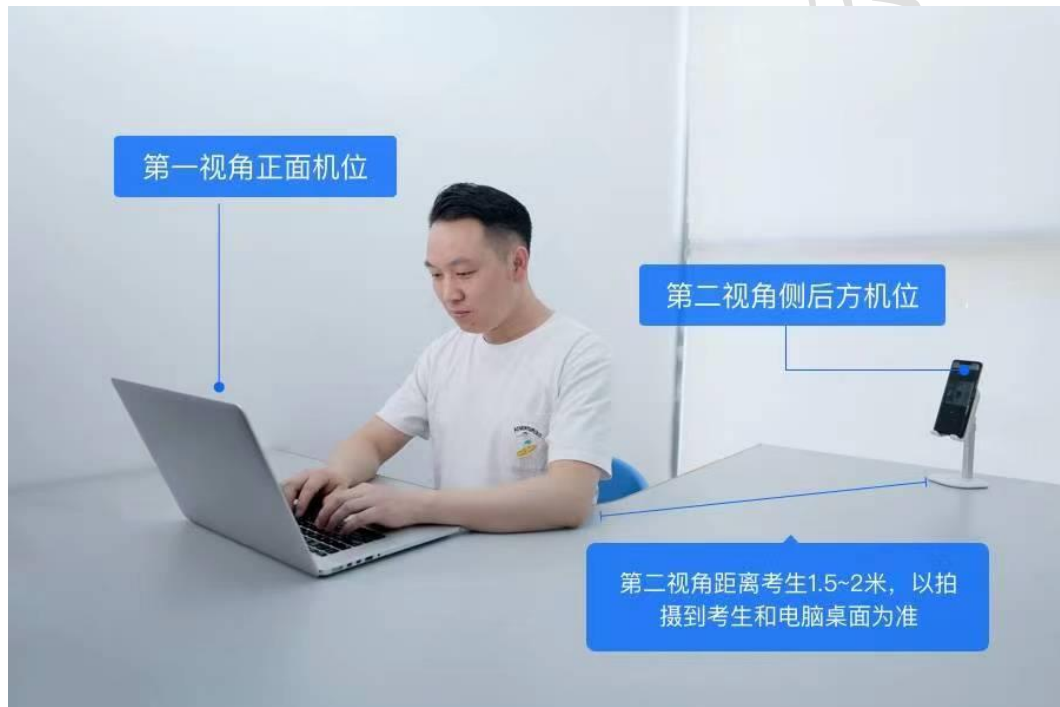 第一视角正面机位
第二视角侧后方机位
第二视角距离考生1.5~2米，以拍
摄到考生和电脑桌面为准